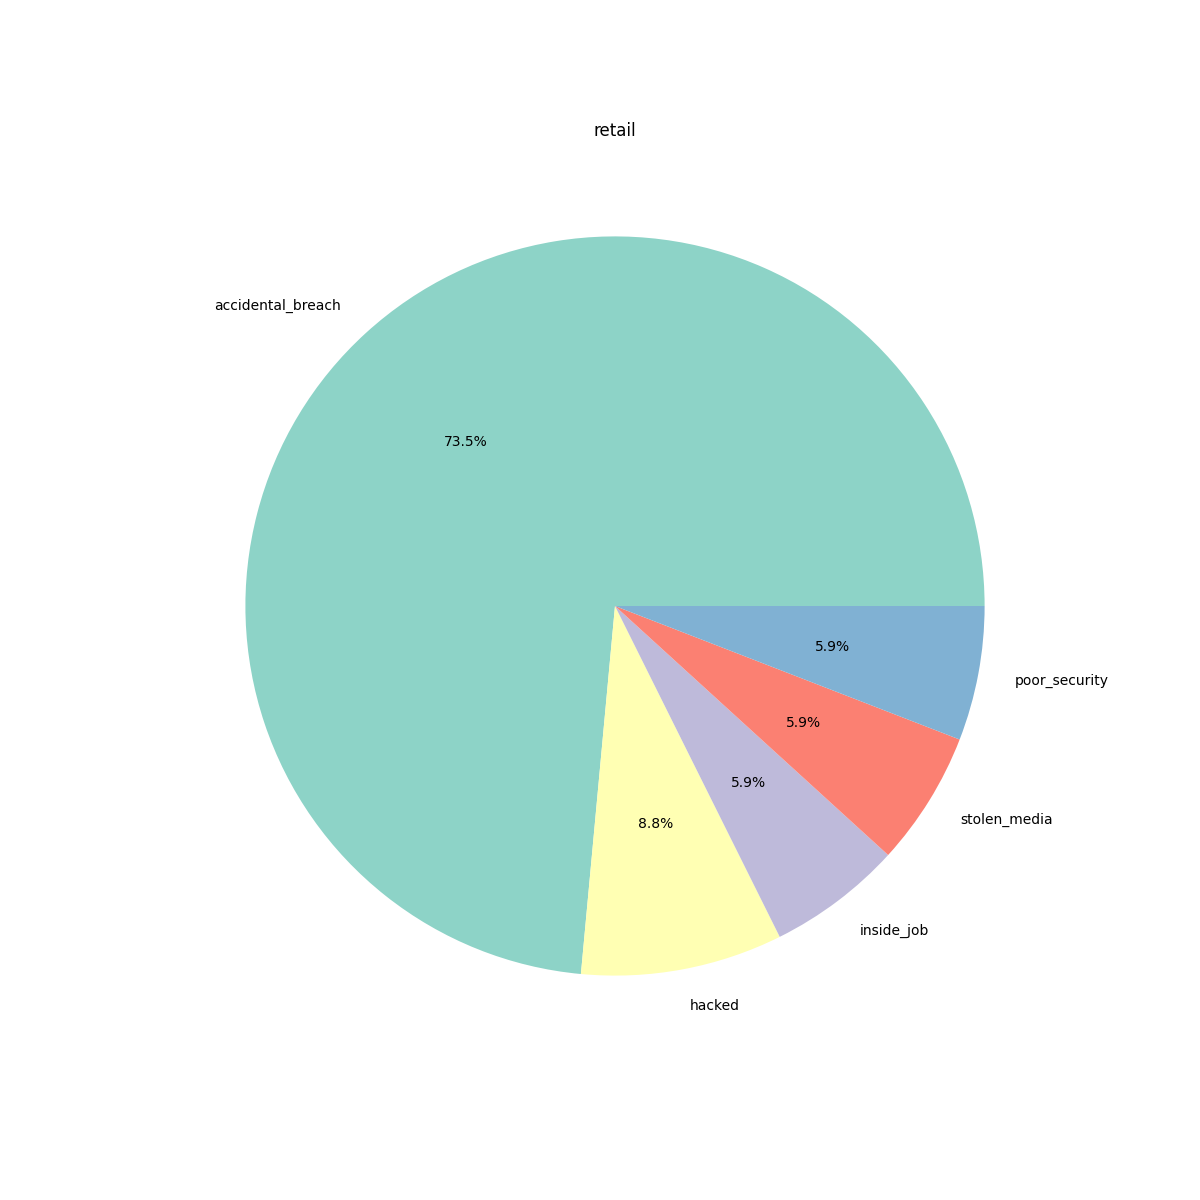 retail
accidental_breach
73.5%
5.9%
poor_security
5.9%
5.9%
stolen_media
8.8%
inside_job
hacked